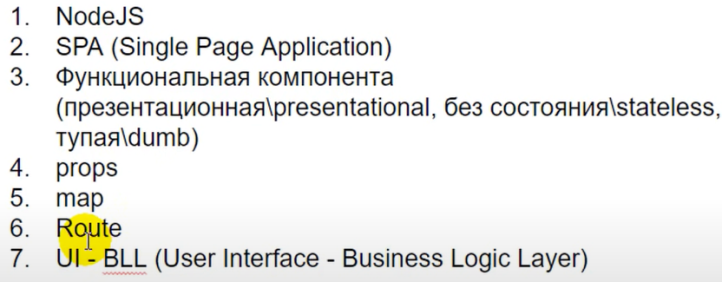 1. NodeJS
2. SPA (Single Page Application)
3. Функциональная компонента
(презентационная\presentational, без состояния\stateless,
тупая\dumb)
4. props
5. map
6. Route
7. UI - BLL (User Interface - Business Logic Layer)